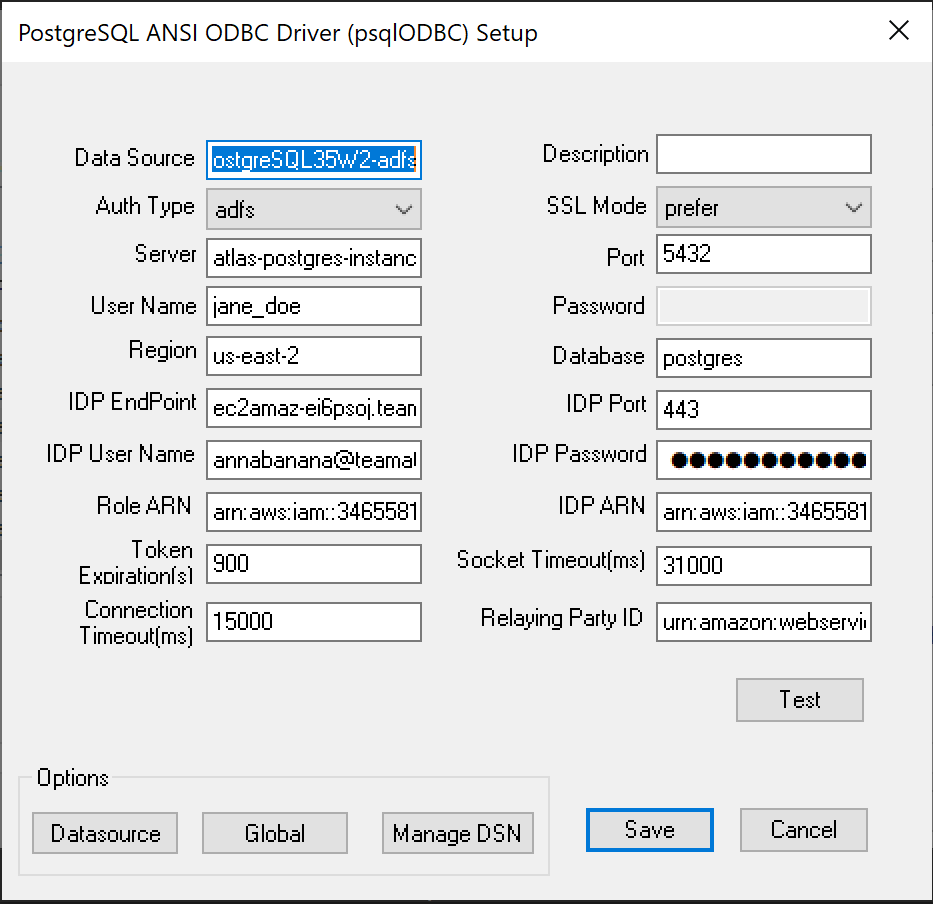 PostgreSQL ANSI ODBC Driver (psqlODBC) Setup
Data Source ostgreSQL35W2-adfs
Description
Auth Type adfs
SSL Mode prefer
Server atlas-postgres-instanc
Port 5432
User Name jane_doe
Password
Region us-east-2
Database postgres
IDP EndPoint ec2amaz-ei6psoj.team
IDP Port 443
IDP User Name annabanana@teamal
IDP Password ●●●●●●●●●●●
Role ARN arn:aws:iam::3465581
IDP ARN arn:aws:iam::3465581
Token
Expiration(s) 900
Socket Timeout(ms) 31000
Connection
Timeout(ms) 15000
Relaying Party ID urn:amazon:webservi
Test
Options
Datasource Global Manage DSN Save Cancel